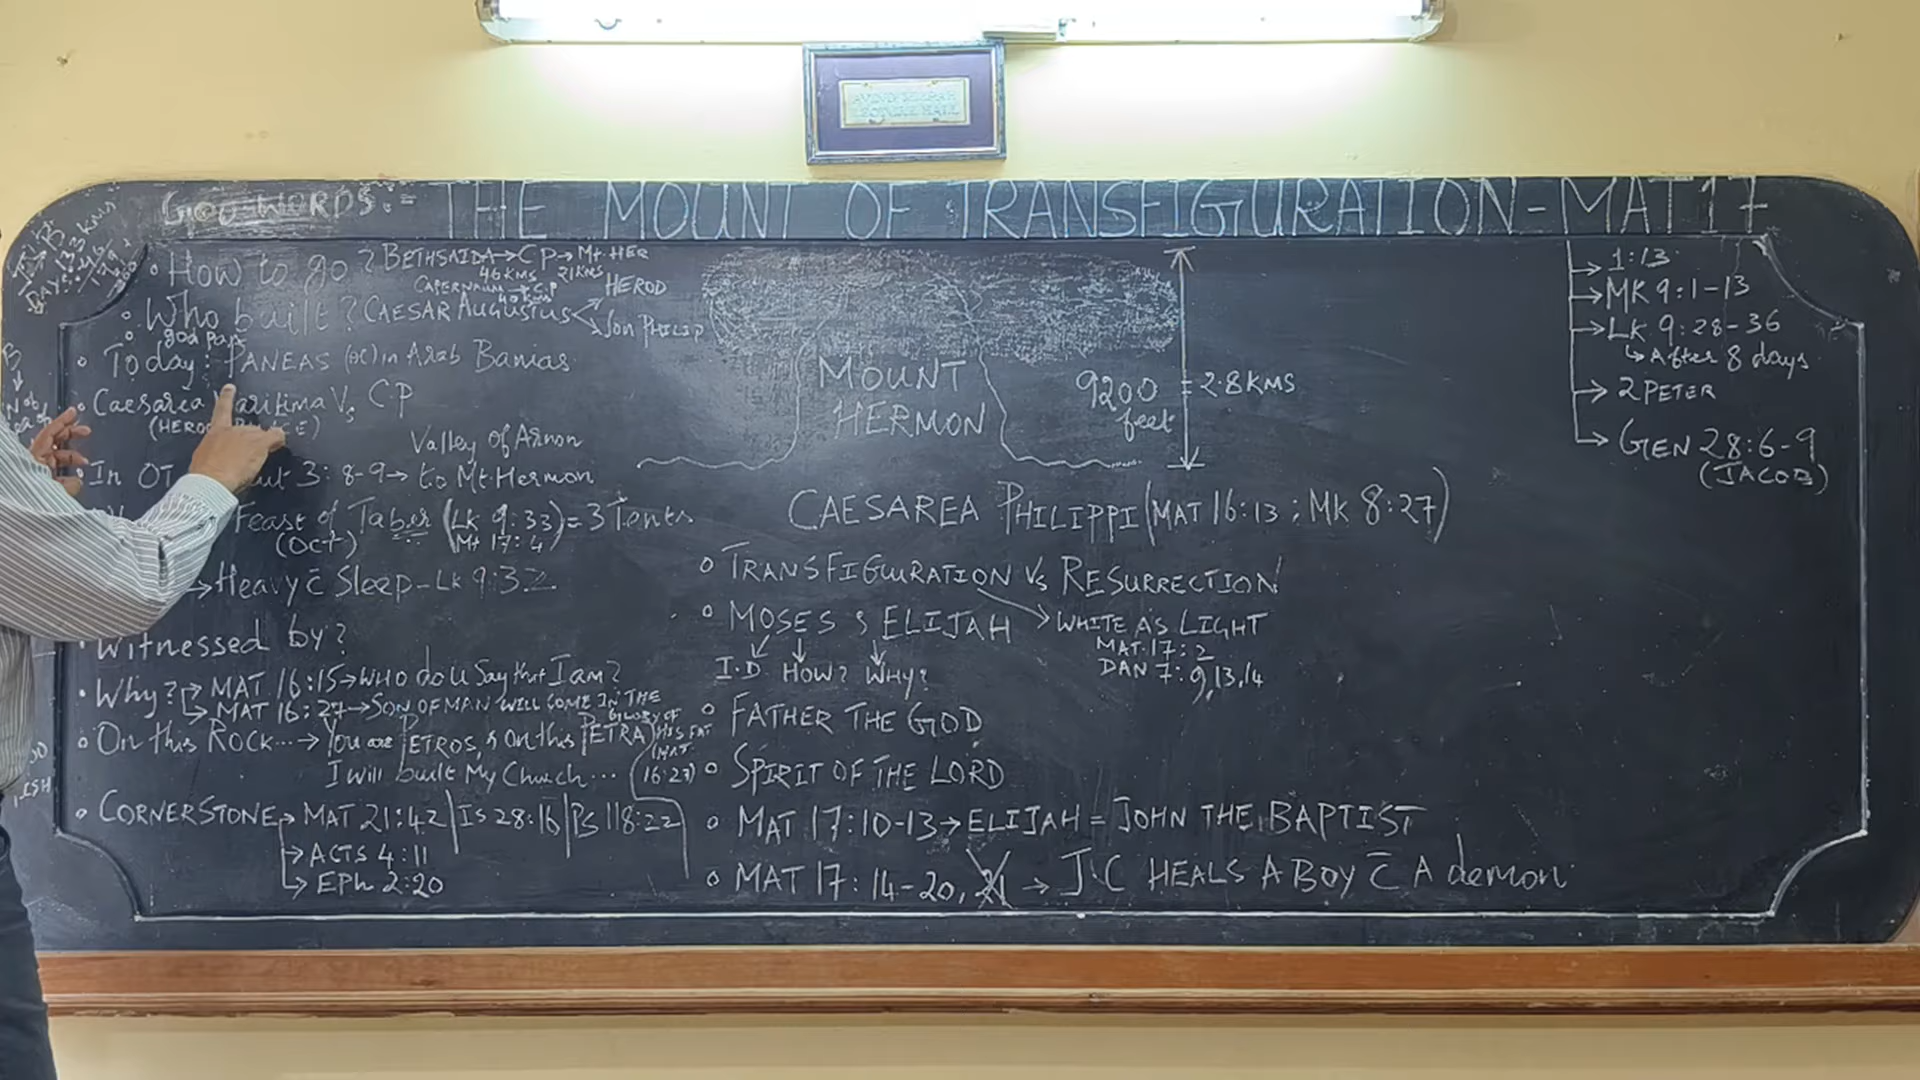 GOD WORDS:- THE MOUNT OF TRANSFIGURATION - MAT 17
• How to go? BETHSAIDA → CP → Mt. HER
46 KMS 21 KMS
CAPERNAUM → C.P
40 KMS
• Who built? CAESAR AUGUSTUS
HEROD
Son PHILIP
god pan
• Today:- PANEAS (OC) in Arab Banias
• Caesarea Maritima Vs C.P
(HEROD
Valley of Arnon
• In OT 3:8-9 → to Mt. Hermon
Feast of Taber (Lk 9:33) = 3 Tents
(Oct) Mt 17:4
→ Heavy c̄ Sleep - Lk 9:32
• Witnessed by?
• Why? → MAT 16:15 → WHO do U Say that I am?
→ MAT 16:27 → SON OF MAN WILL COME IN THE
GLORY OF
HIS FAT
(MAT
16:27)
• On this ROCK... → You are PETROS, & on this PETRA
I will built My Church...
• CORNERSTONE → MAT 21:42 | IS 28:16 | PS 118:22
→ ACTS 4:11
→ EPh 2:20
MOUNT
HERMON
9200 = 2.8 KMS
feet
CAESAREA PHILIPPI (MAT 16:13 ; MK 8:27)
• TRANSFIGURATION Vs RESURRECTION
→ WHITE AS LIGHT
MAT 17:2
DAN 7:9,13,14
• MOSES & ELIJAH
I.D HOW? WHY?
• FATHER THE GOD
• SPIRIT OF THE LORD
• MAT 17:10-13 → ELIJAH = JOHN THE BAPTIST
• MAT 17:14-20, 21 → J.C HEALS A BOY C̄ A demon
→ 1:13
→ MK 9:1-13
→ LK 9:28-36
↳ After 8 days
→ 2 PETER
→ GEN 28:6-9
(JACOB)